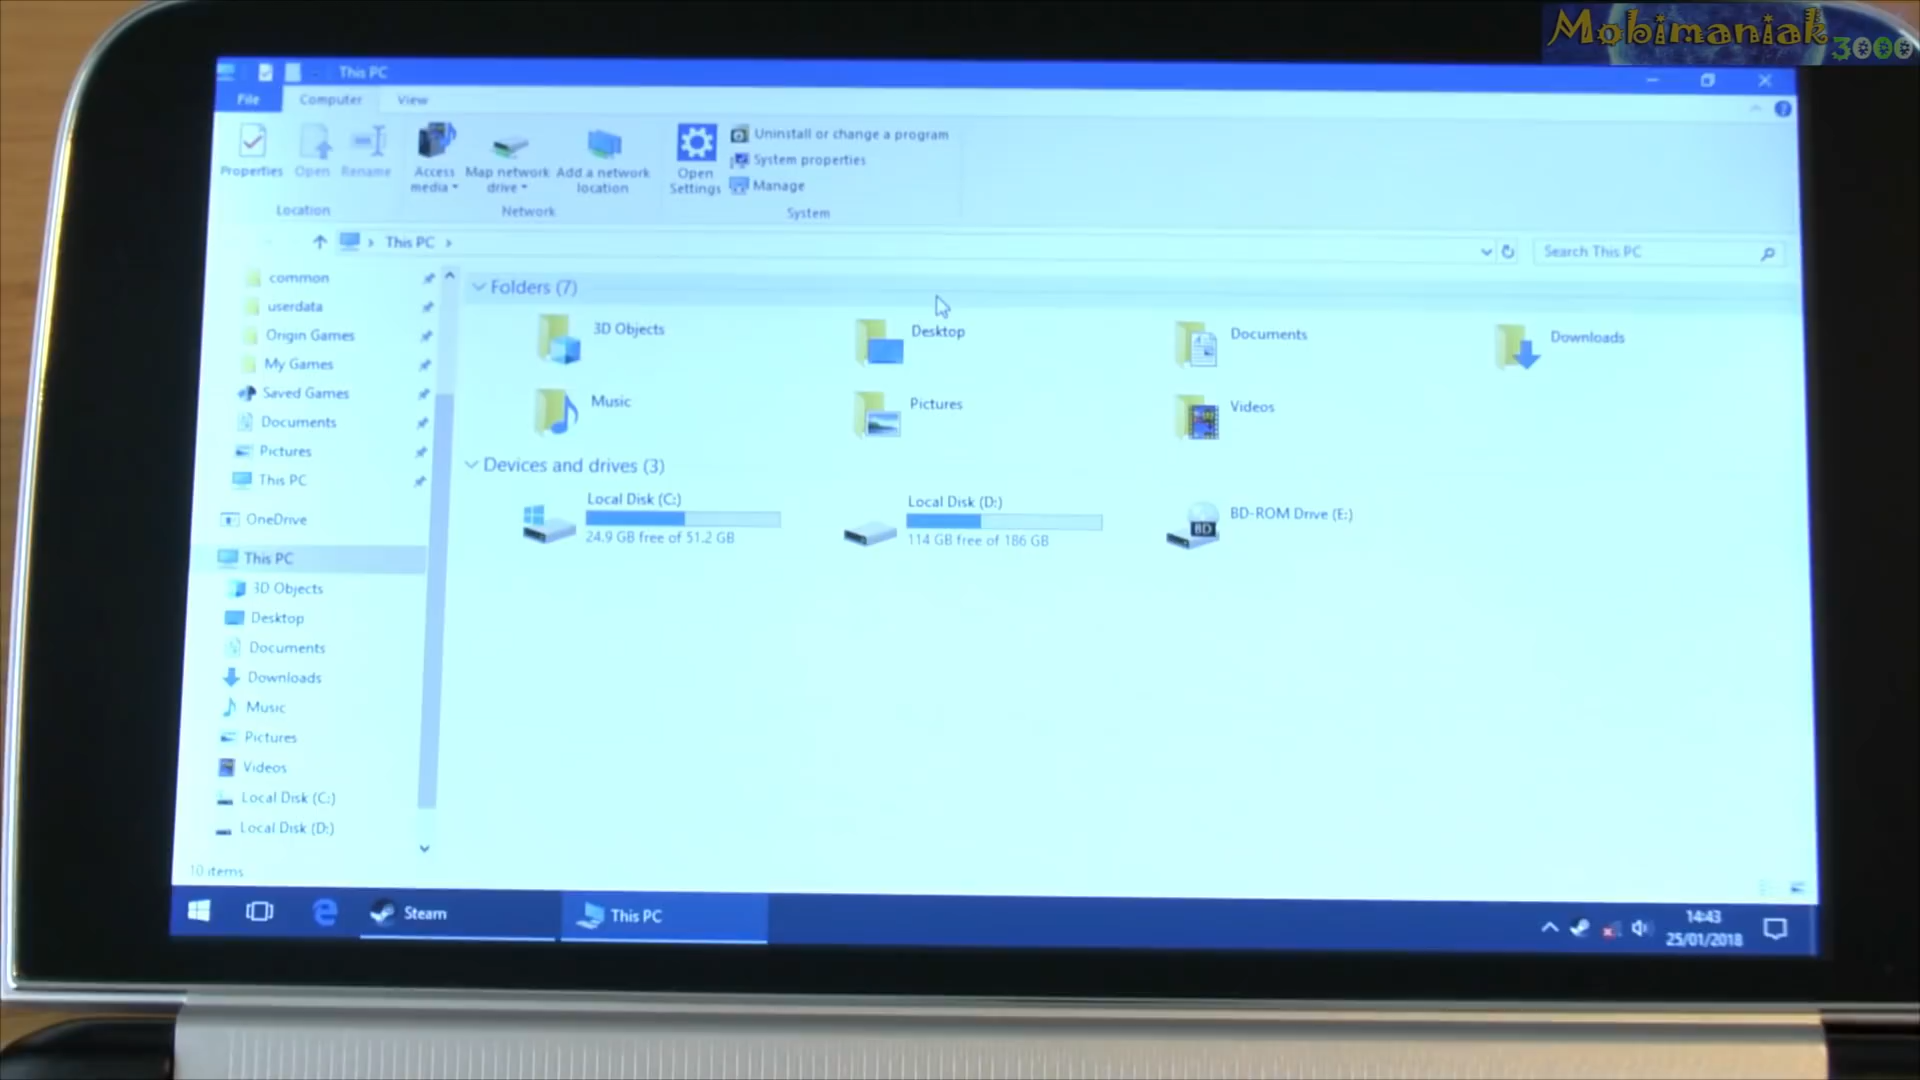 Mobimaniak
3000
This PC
File Computer View
Properties Open Rename
Access media
Map network drive
Add a network location
Open Settings
Uninstall or change a program
System properties
Manage
Location Network System
This PC
Search This PC
common
userdata
Origin Games
My Games
Saved Games
Documents
Pictures
This PC
OneDrive
This PC
3D Objects
Desktop
Documents
Downloads
Music
Pictures
Videos
Local Disk (C:)
Local Disk (D:)
Folders (7)
3D Objects
Desktop
Documents
Downloads
Music
Pictures
Videos
Devices and drives (3)
Local Disk (C:)
24.9 GB free of 51.2 GB
Local Disk (D:)
114 GB free of 186 GB
BD
BD-ROM Drive (E:)
10 items
Steam
This PC
14:43
25/01/2018